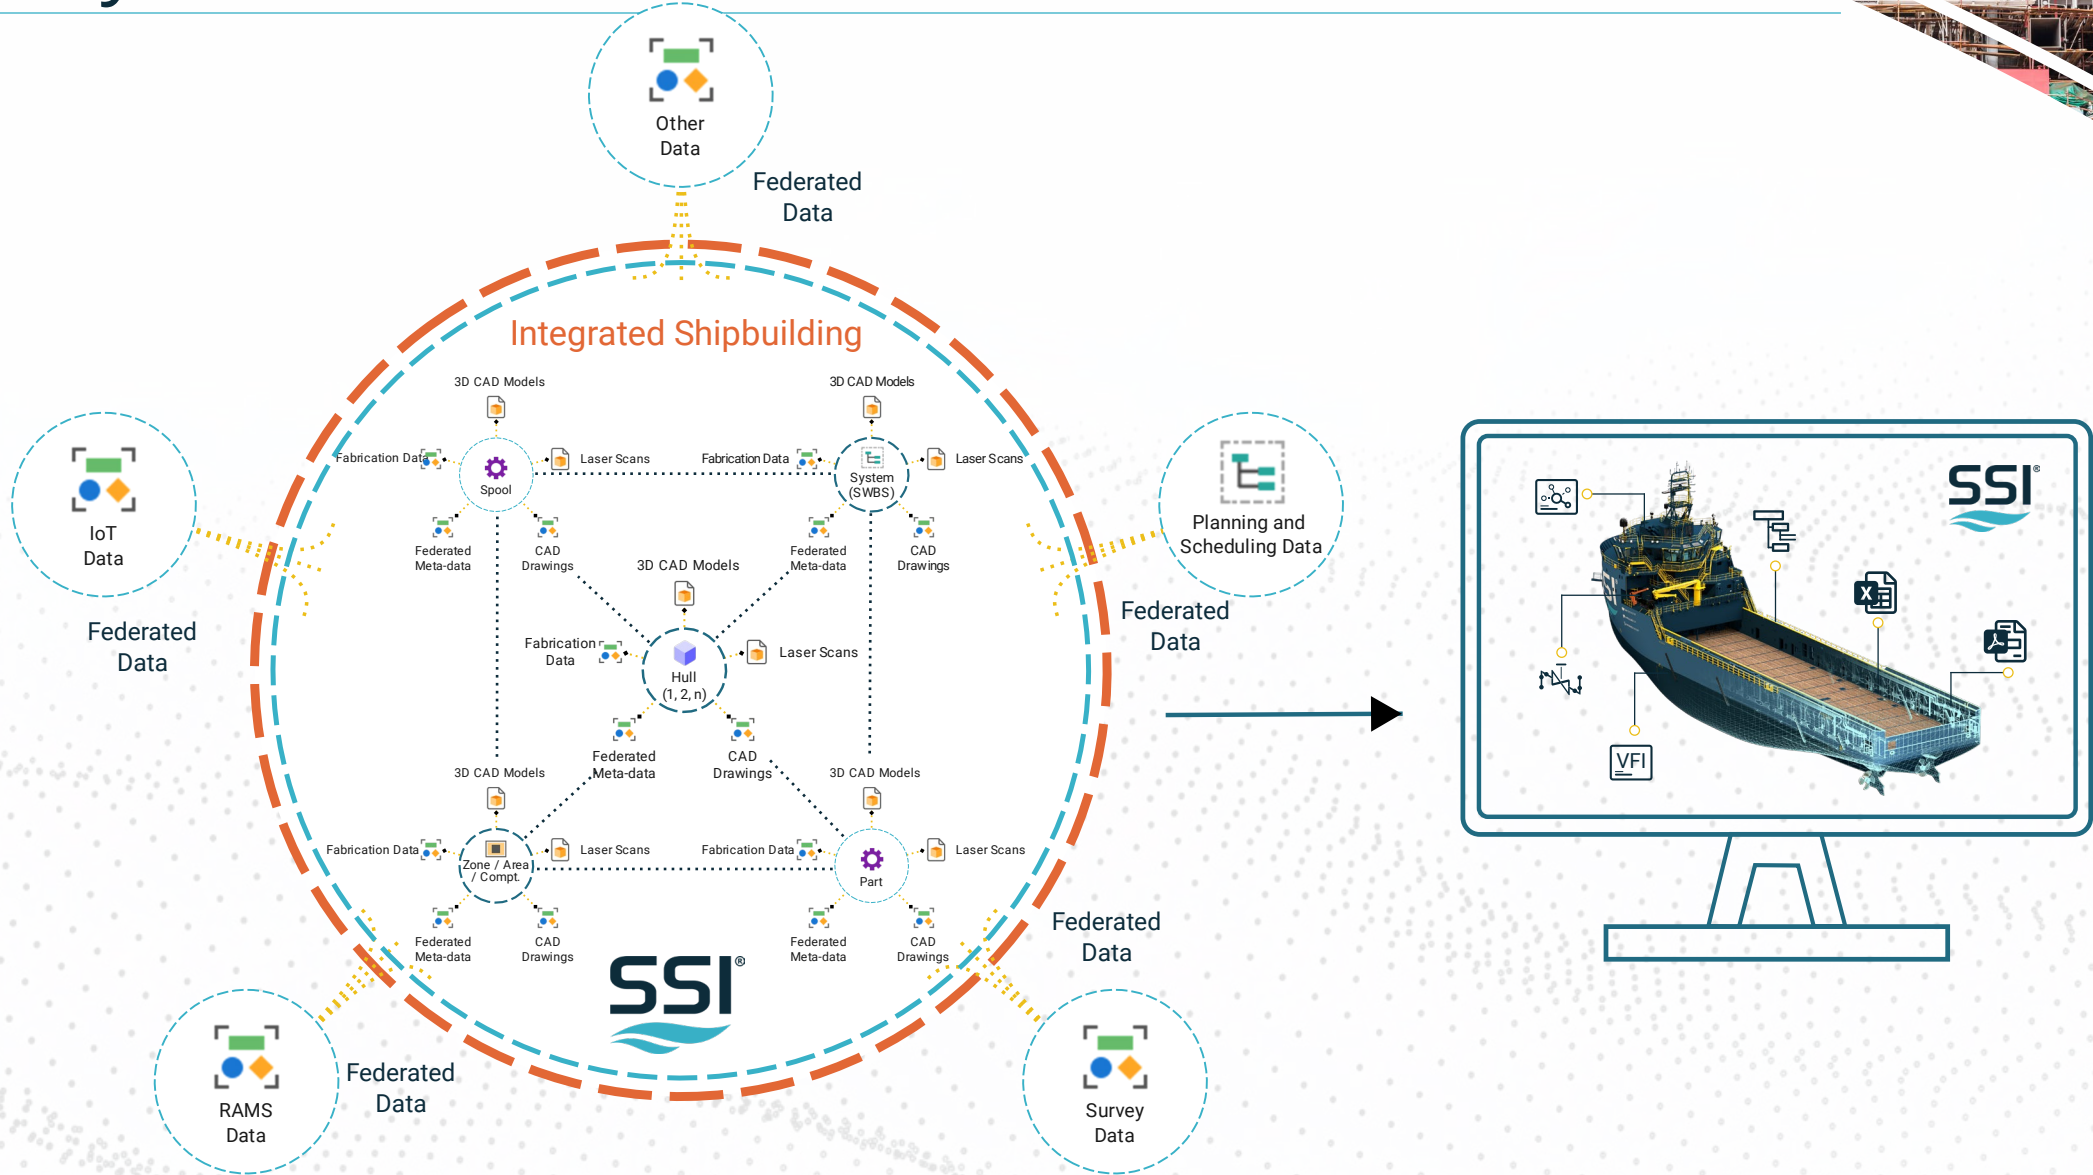 Other
Data
Federated
Data
Integrated Shipbuilding
3D CAD Models
Fabrication Data
Laser Scans
Spool
Federated
Meta-data
CAD
Drawings
3D CAD Models
Fabrication Data
Laser Scans
System
(SWBS)
Federated
Meta-data
CAD
Drawings
IoT
Data
Federated
Data
3D CAD Models
Fabrication
Data
Laser Scans
Hull
(1, 2, n)
Federated
Meta-data
CAD
Drawings
Planning and
Scheduling Data
Federated
Data
3D CAD Models
Fabrication Data
Laser Scans
Zone / Area
/ Compt.
Federated
Meta-data
CAD
Drawings
3D CAD Models
Fabrication Data
Laser Scans
Part
Federated
Meta-data
CAD
Drawings
SSI®
RAMS
Data
Federated
Data
Federated
Data
Survey
Data
SSI®
X
VFI